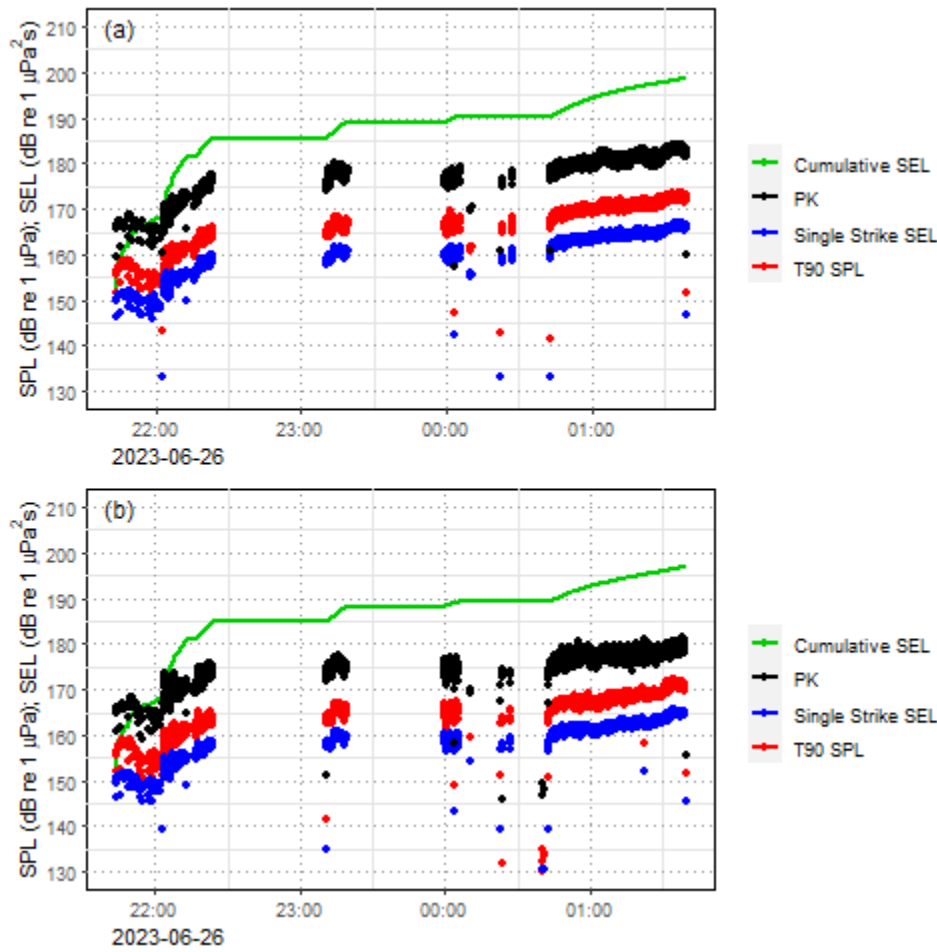 (a)
SPL (dB re 1 µPa); SEL (dB re 1 µPa²s)
210
200
190
180
170
160
150
140
130
22:00 23:00 00:00 01:00
2023-06-26
Cumulative SEL
PK
Single Strike SEL
T90 SPL
(b)
SPL (dB re 1 µPa); SEL (dB re 1 µPa²s)
210
200
190
180
170
160
150
140
130
22:00 23:00 00:00 01:00
2023-06-26
Cumulative SEL
PK
Single Strike SEL
T90 SPL